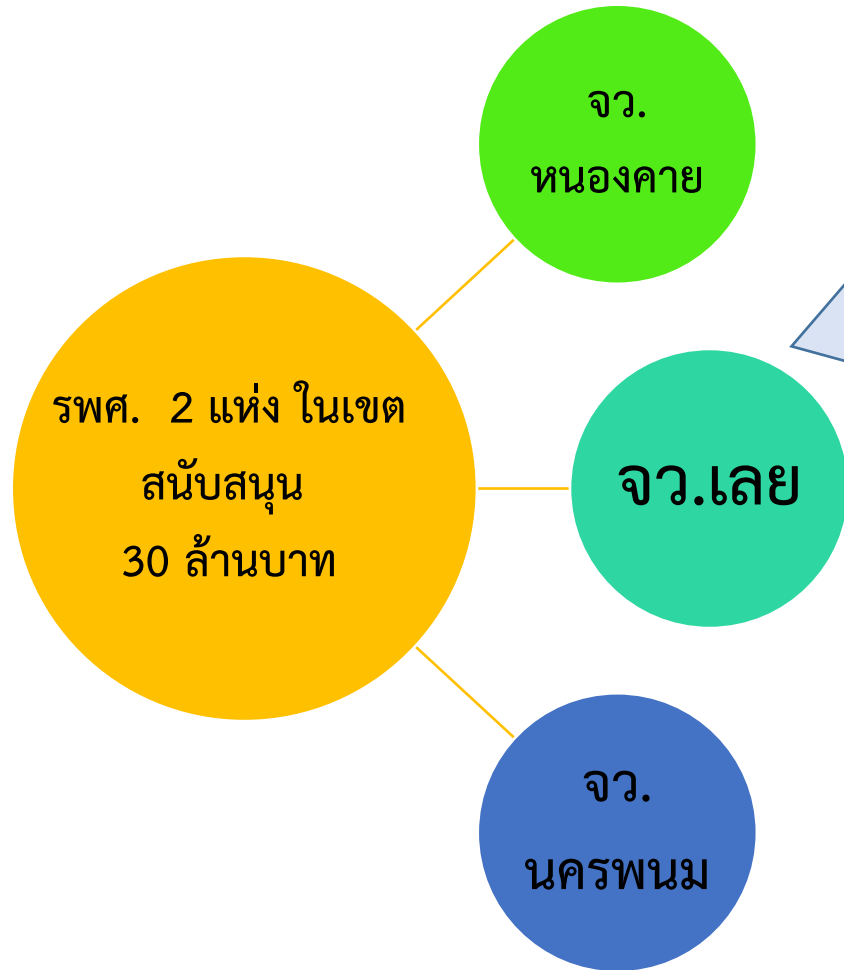 จว.
หนองคาย
รพศ. 2 แห่ง ในเขต
สนับสนุน
30 ล้านบาท
จว.เลย
จว.
นครพนม